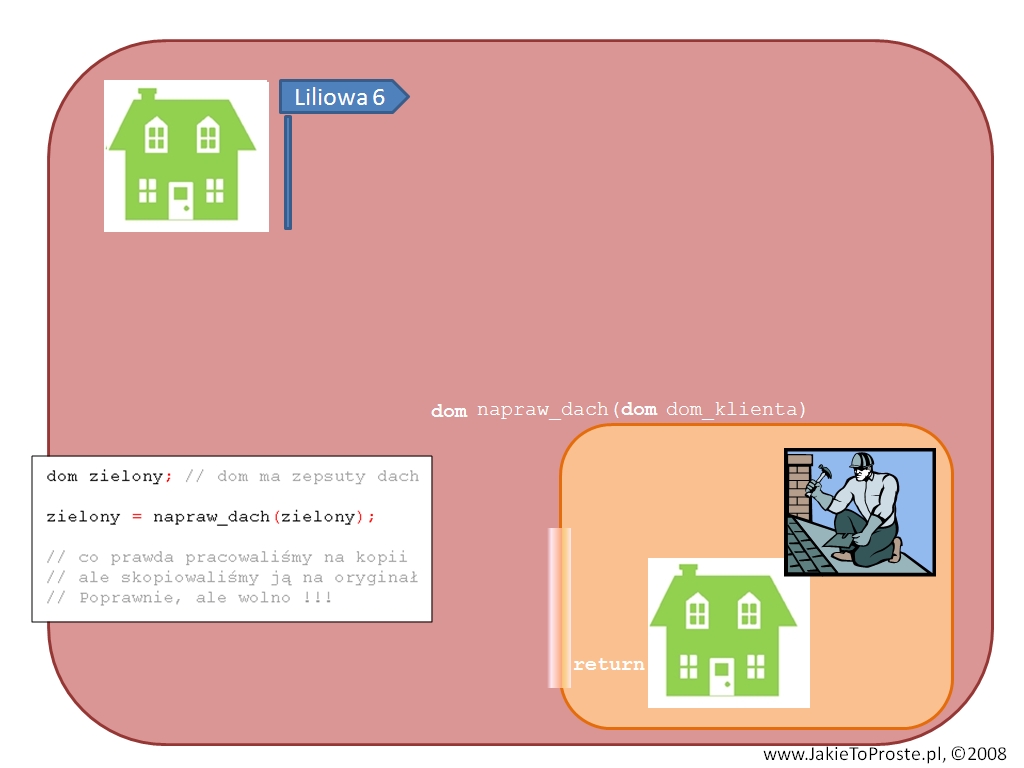 Liliowa 6
dom napraw_dach(dom dom_klienta)
dom zielony; // dom ma zepsuty dach
zielony = napraw_dach(zielony);
// co prawda pracowaliśmy na kopii
// ale skopiowaliśmy ją na oryginał
// Poprawnie, ale wolno !!!
return
www.JakieToProste.pl, ©2008